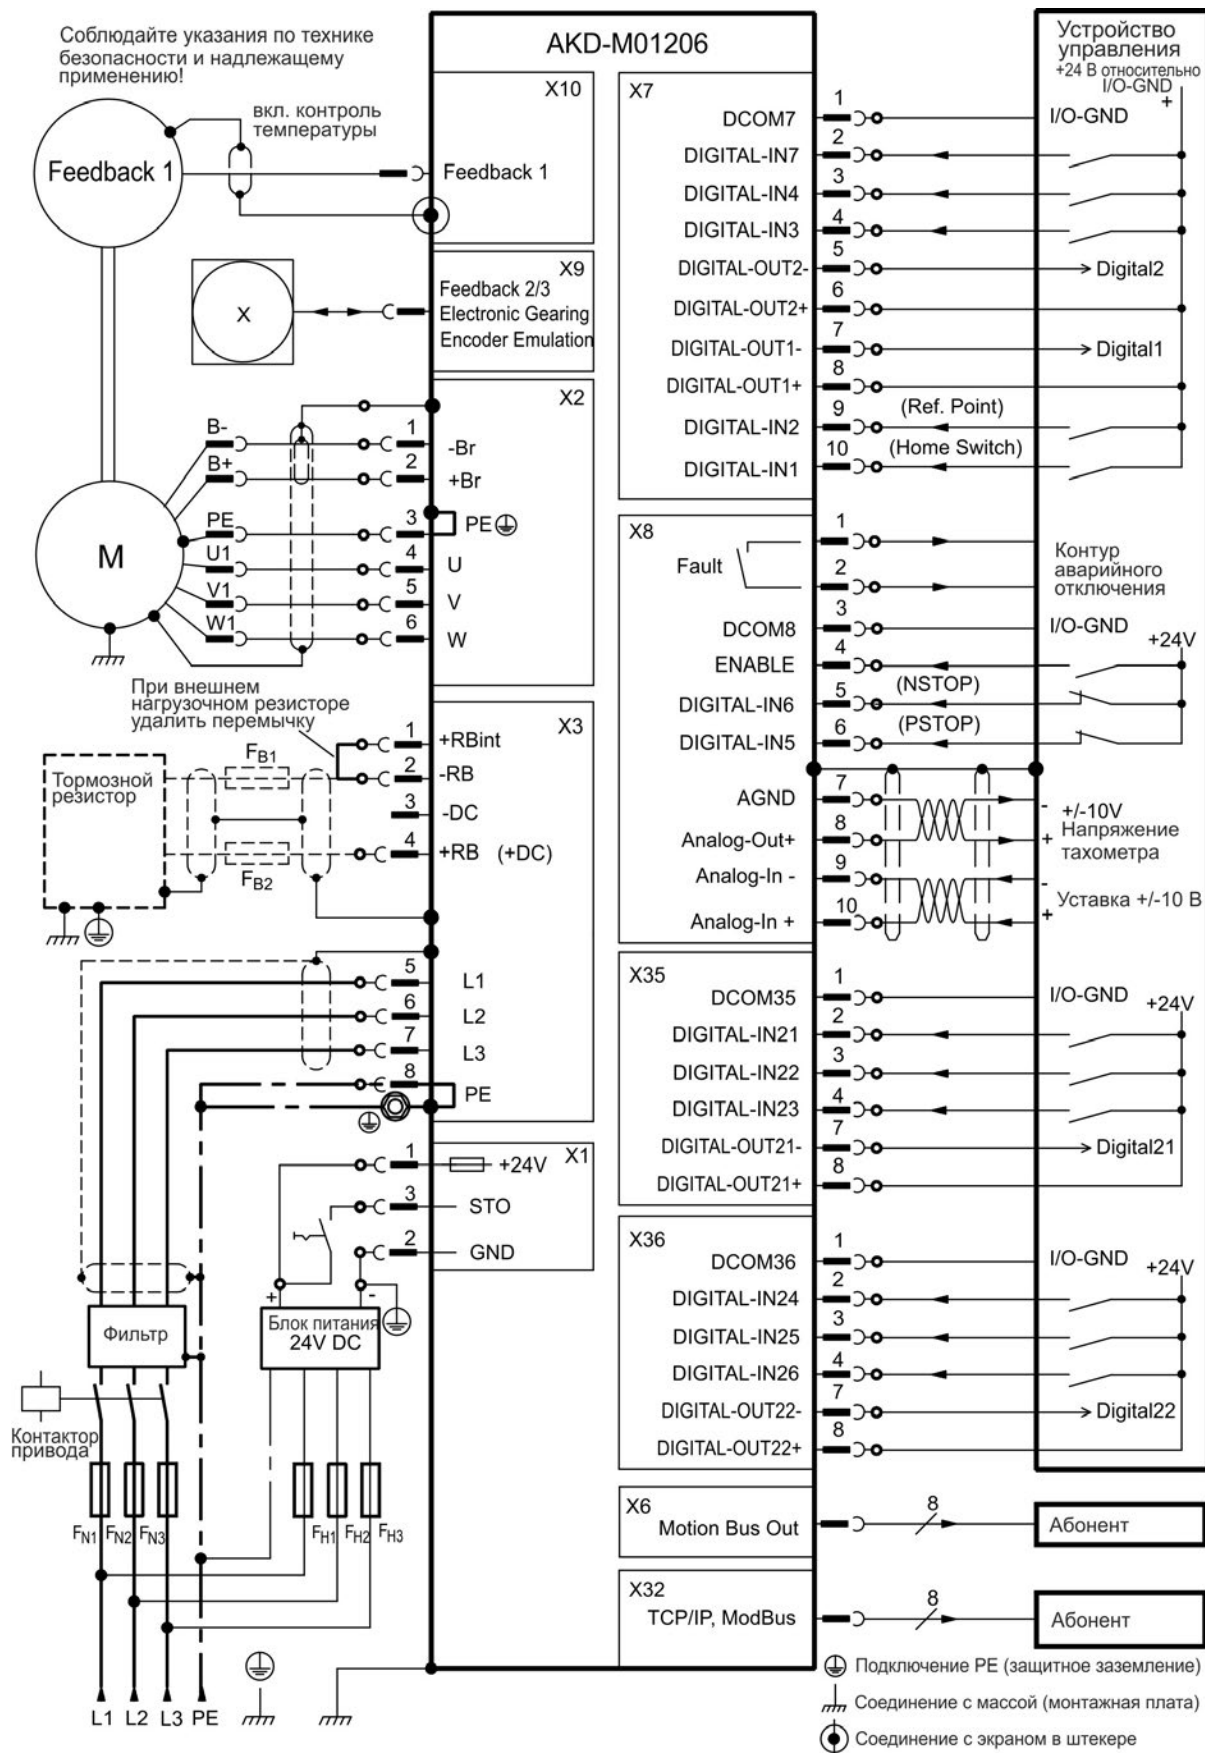 Соблюдайте указания по технике
безопасности и надлежащему
применению!
AKD-M01206
Устройство
управления
+24 В относительно
I/O-GND
+
вкл. контроль
температуры
Feedback 1
X10
Feedback 1
X9
Feedback 2/3
Electronic Gearing
Encoder Emulation
X
X2
B-
1
-Br
B+
2
+Br
PE
3
PE
U1
4
U
V1
5
V
W1
6
W
M
При внешнем
нагрузочном резисторе
удалить перемычку
X3
1
+RBint
FB1
2
-RB
Тормозной
резистор
3
-DC
4
+RB (+DC)
FB2
5
L1
6
L2
7
L3
8
PE
X1
1
+24V
3
STO
2
GND
+
-
Блок питания
24V DC
Фильтр
Контактор
привода
FN1
FN2
FN3
FH1
FH2
FH3
L1
L2
L3
PE
X7
DCOM7
1
I/O-GND
DIGITAL-IN7
2
DIGITAL-IN4
3
DIGITAL-IN3
4
DIGITAL-OUT2-
5
Digital2
DIGITAL-OUT2+
6
DIGITAL-OUT1-
7
Digital1
DIGITAL-OUT1+
8
DIGITAL-IN2
9
(Ref. Point)
DIGITAL-IN1
10
(Home Switch)
X8
Fault
1
2
Контур
аварийного
отключения
DCOM8
3
I/O-GND
+24V
ENABLE
4
DIGITAL-IN6
5
(NSTOP)
DIGITAL-IN5
6
(PSTOP)
AGND
7
-
+/-10V
Analog-Out+
8
+
Напряжение
тахометра
Analog-In -
9
-
Уставка +/-10 В
Analog-In +
10
+
X35
DCOM35
1
I/O-GND
+24V
DIGITAL-IN21
2
DIGITAL-IN22
3
DIGITAL-IN23
4
DIGITAL-OUT21-
7
Digital21
DIGITAL-OUT21+
8
X36
DCOM36
1
I/O-GND
+24V
DIGITAL-IN24
2
DIGITAL-IN25
3
DIGITAL-IN26
4
DIGITAL-OUT22-
7
Digital22
DIGITAL-OUT22+
8
X6
Motion Bus Out
8
Абонент
X32
TCP/IP, ModBus
8
Абонент
Подключение PE (защитное заземление)
Соединение с массой (монтажная плата)
Соединение с экраном в штекере